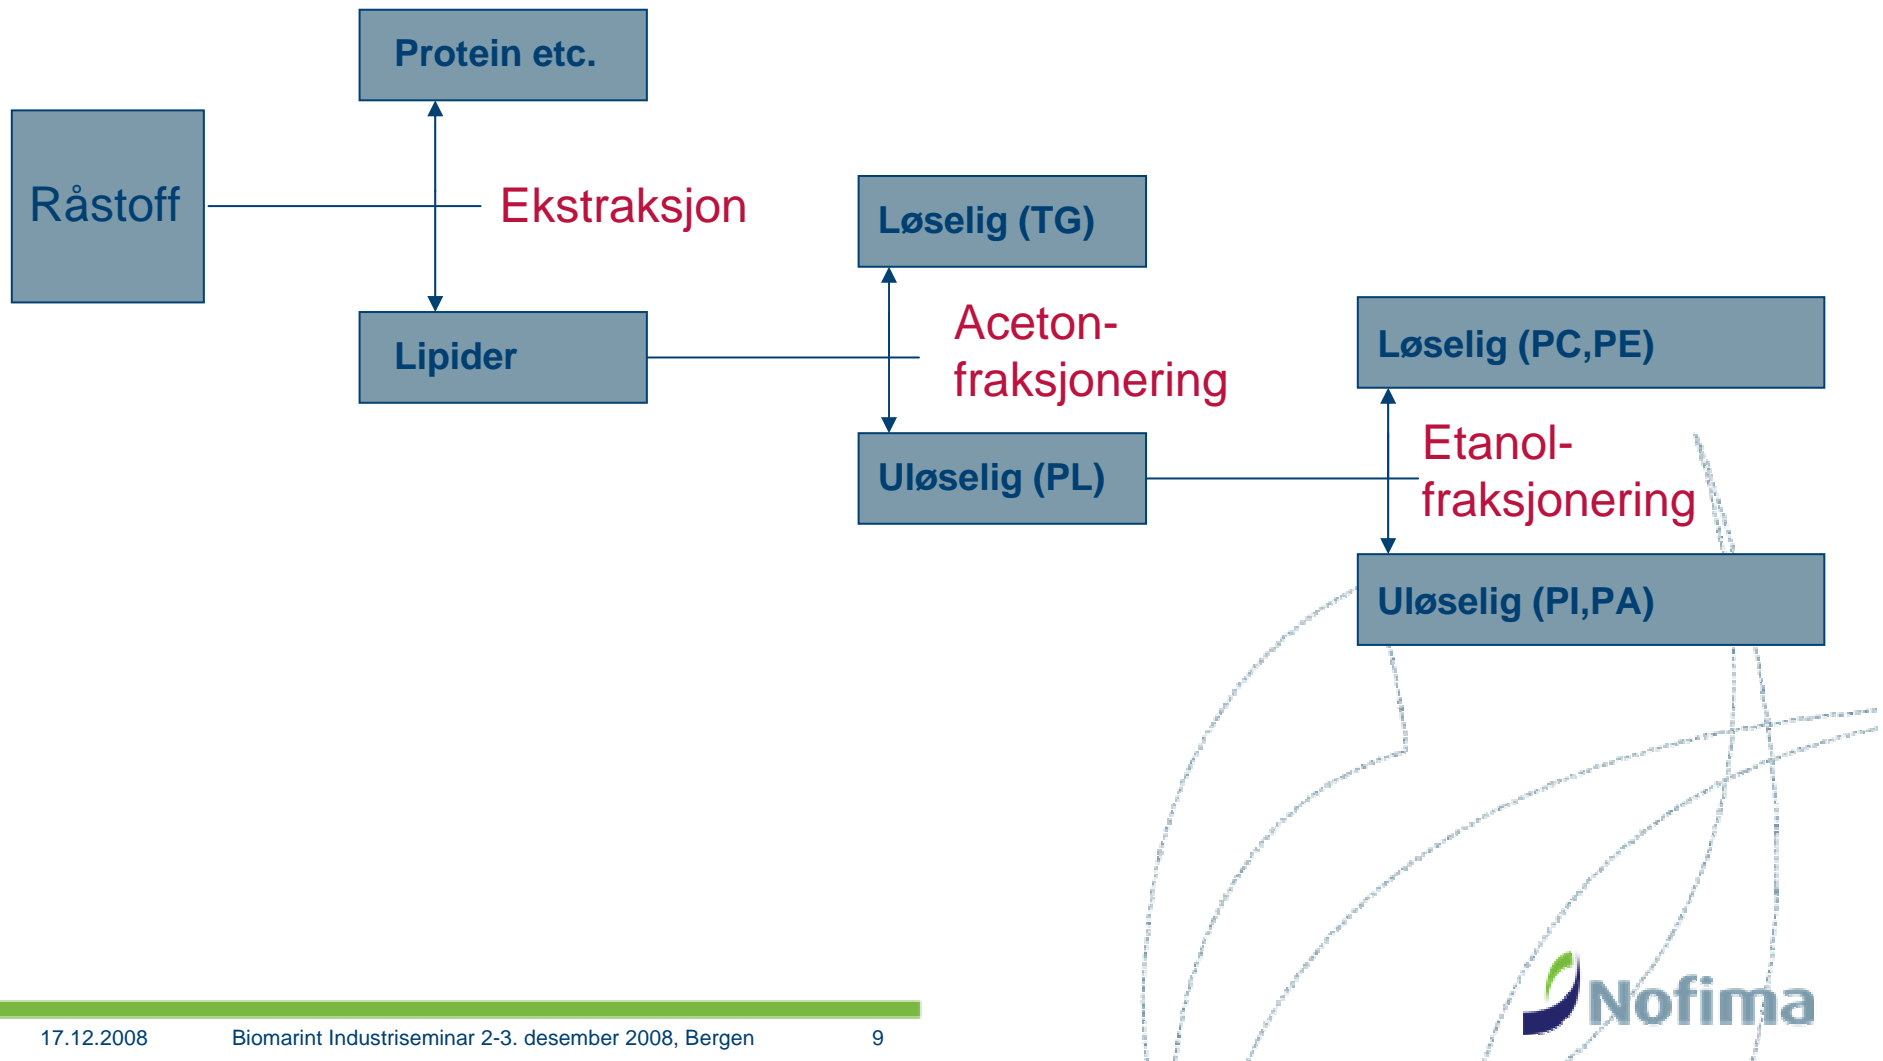 Protein etc.
Råstoff
Ekstraksjon
Lipider
Løselig (TG)
Aceton-
fraksjonering
Uløselig (PL)
Løselig (PC,PE)
Etanol-
fraksjonering
Uløselig (PI,PA)
Nofima
17.12.2008 Biomarint Industriseminar 2-3. desember 2008, Bergen 9